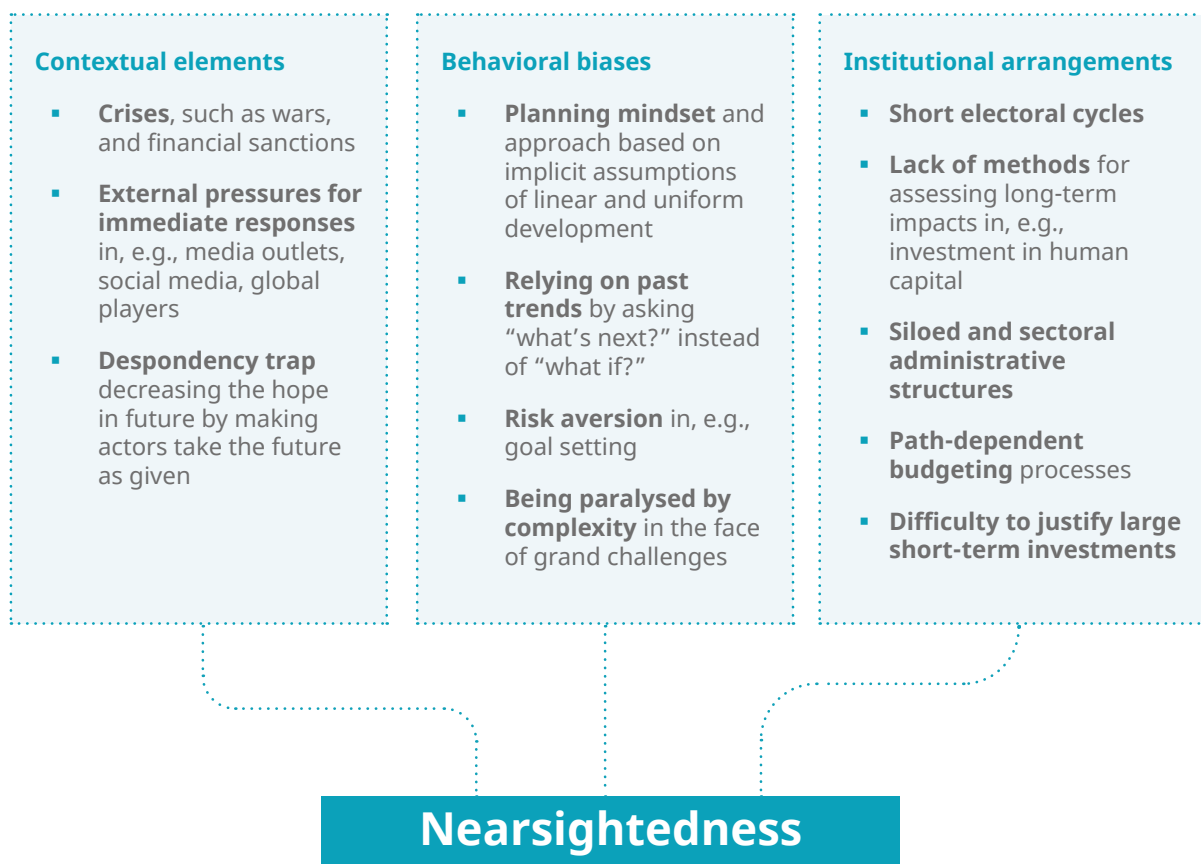 Contextual elements
▪ Crises, such as wars,
and financial sanctions
▪ External pressures for
immediate responses
in, e.g., media outlets,
social media, global
players
▪ Despondency trap
decreasing the hope
in future by making
actors take the future
as given
Behavioral biases
▪ Planning mindset and
approach based on
implicit assumptions
of linear and uniform
development
▪ Relying on past
trends by asking
“what’s next?” instead
of “what if?”
▪ Risk aversion in, e.g.,
goal setting
▪ Being paralysed by
complexity in the face
of grand challenges
Institutional arrangements
▪ Short electoral cycles
▪ Lack of methods for
assessing long-term
impacts in, e.g.,
investment in human
capital
▪ Siloed and sectoral
administrative
structures
▪ Path-dependent
budgeting processes
▪ Difficulty to justify large
short-term investments
Nearsightedness